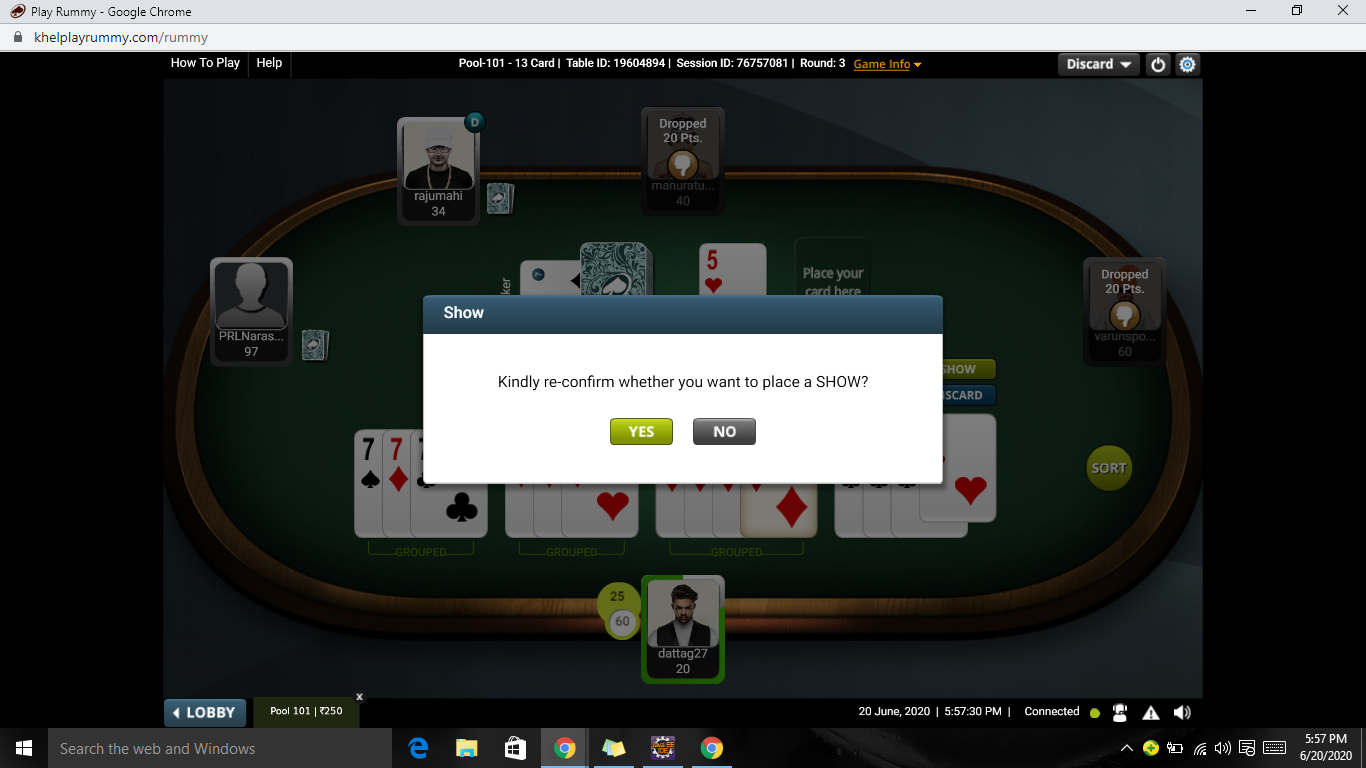 Play Rummy - Google Chrome
khelplayrummy.com/rummy
How To Play
Help
Pool-101 - 13 Card | Table ID: 19604894 | Session ID: 76757081 | Round: 3 Game Info
Discard
D
Dropped
20 Pts.
manuratu...
40
rajumahi
34
5
Place your
card here
PRLNaras...
97
Dropped
20 Pts.
varunspo...
60
Show
Kindly re-confirm whether you want to place a SHOW?
YES
NO
SORT
7
7
GROUPED
GROUPED
GROUPED
25
60
dattag27
20
LOBBY
Pool 101 | ₹250
x
20 June, 2020 | 5:57:30 PM |
Connected
Search the web and Windows
5:57 PM
6/20/2020